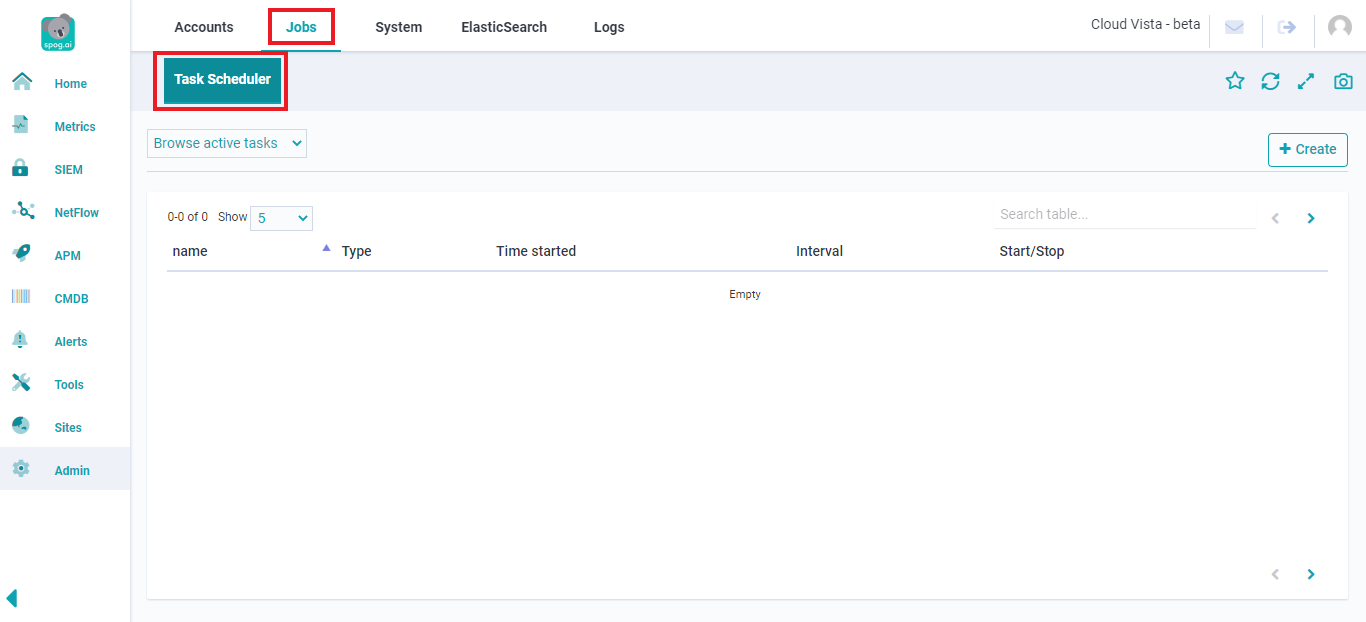 spog.ai
Accounts Jobs System ElasticSearch Logs Cloud Vista - beta
Task Scheduler
Home
Metrics
SIEM
NetFlow
APM
CMDB
Alerts
Tools
Sites
Admin
Browse active tasks
+ Create
0-0 of 0 Show 5 Search table...
name Type Time started Interval Start/Stop
Empty